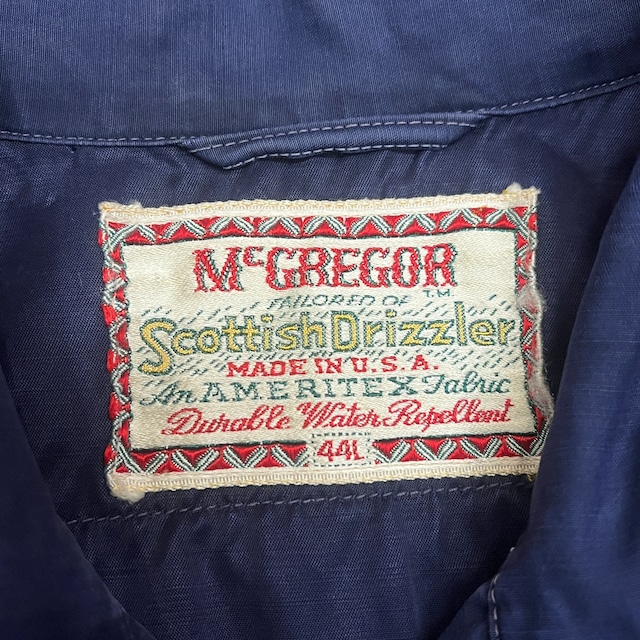 McGREGOR
TAILORED OF TM
Scottish Drizzler
MADE IN U.S.A.
An AMERITEX Fabric
Durable Water Repellent
44L